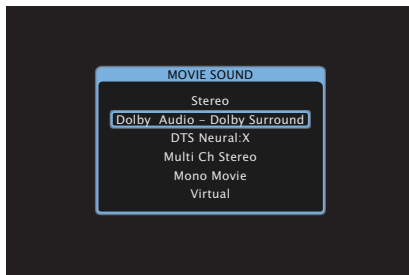 MOVIE SOUND
Stereo
Dolby Audio – Dolby Surround
DTS Neural:X
Multi Ch Stereo
Mono Movie
Virtual